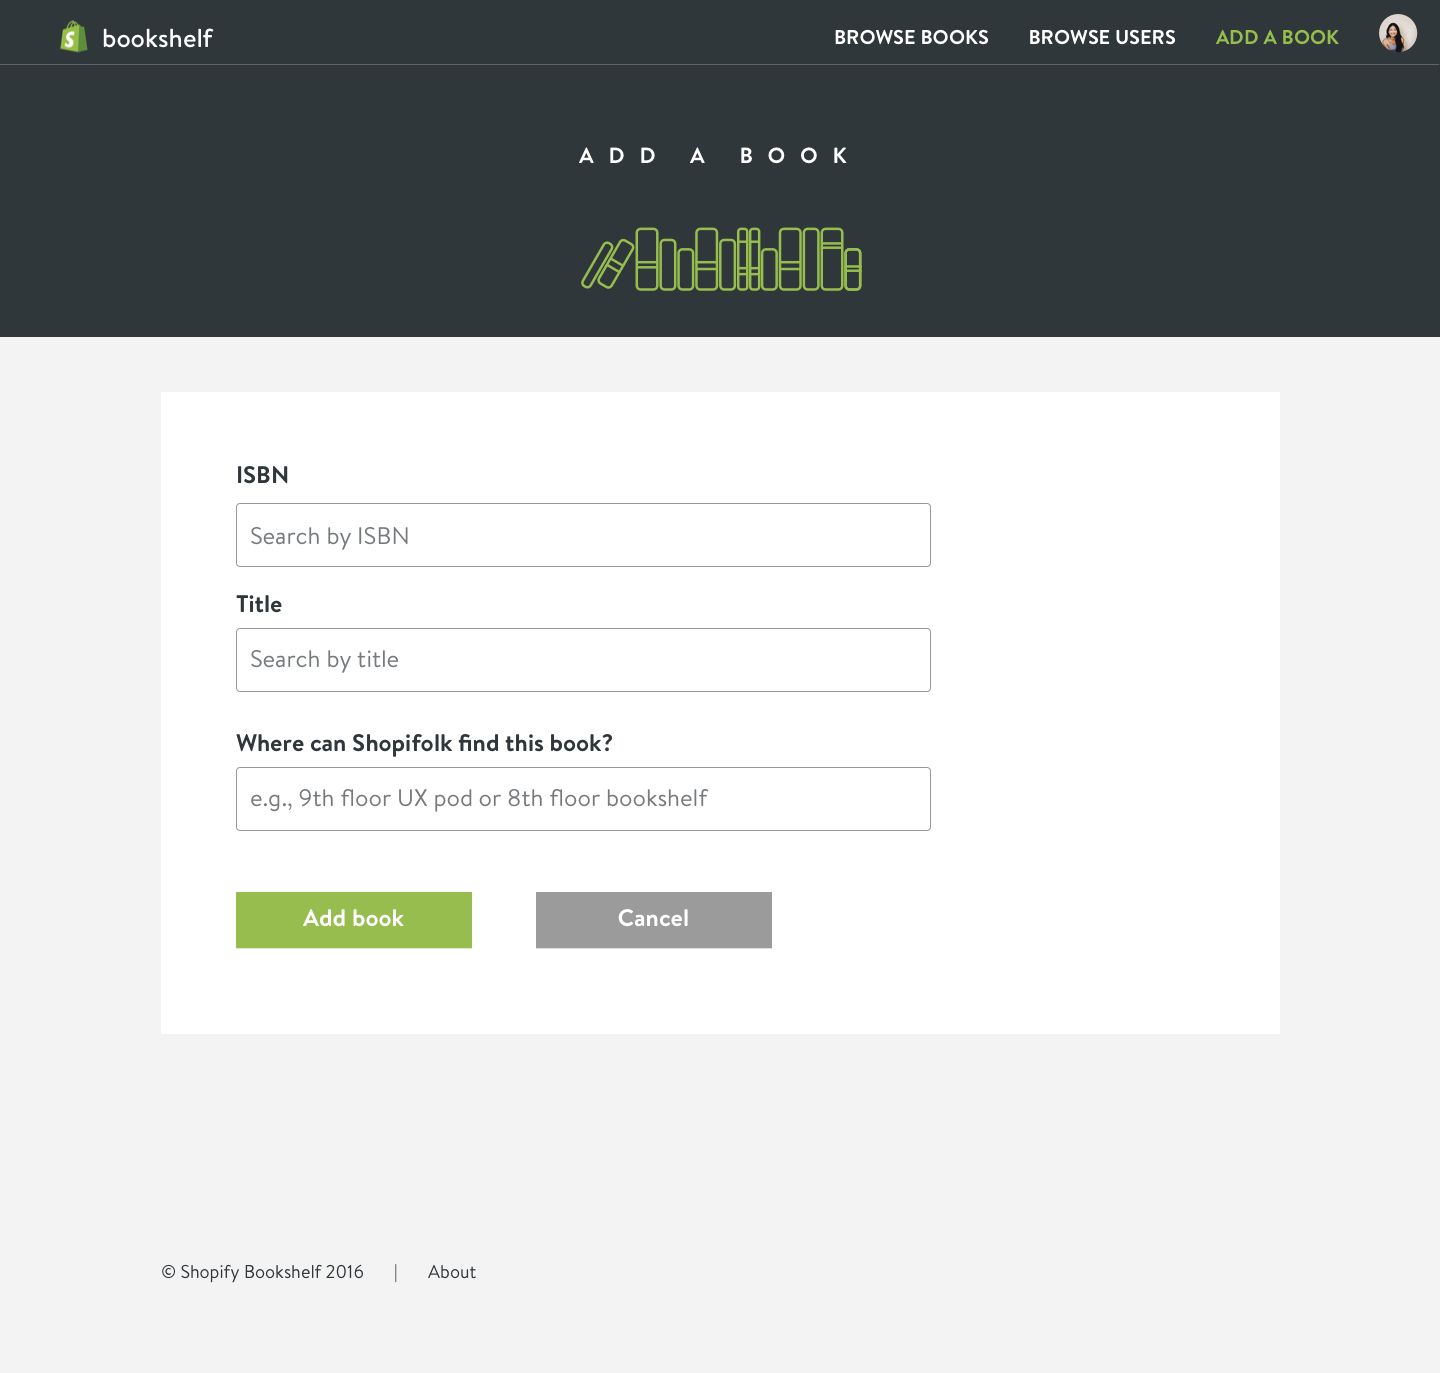 bookshelf
BROWSE BOOKS
BROWSE USERS
ADD A BOOK
ADD A BOOK
ISBN
Search by ISBN
Title
Search by title
Where can Shopifolk find this book?
e.g., 9th floor UX pod or 8th floor bookshelf
Add book
Cancel
© Shopify Bookshelf 2016 | About